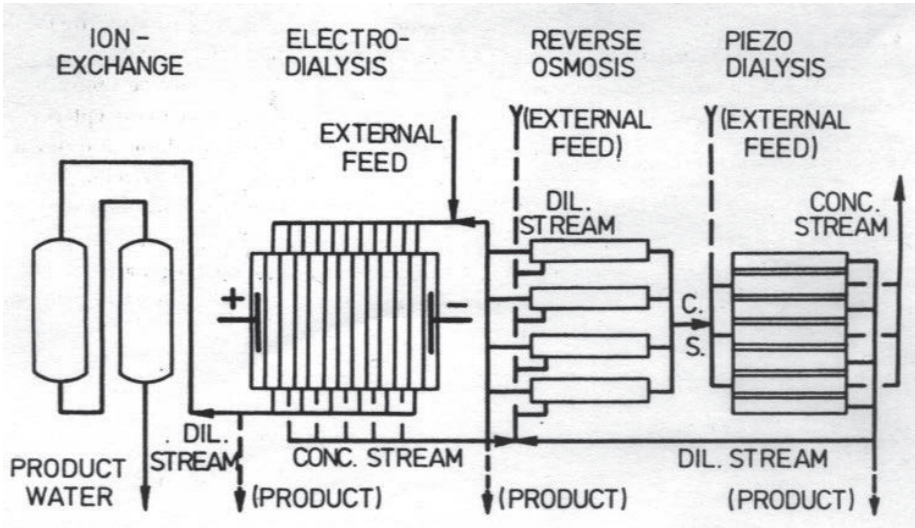 ION-
EXCHANGE
ELECTRO-
DIALYSIS
REVERSE
OSMOSIS
PIEZO
DIALYSIS
EXTERNAL
FEED
(EXTERNAL
FEED)
(EXTERNAL
FEED)
DIL.
STREAM
CONC.
STREAM
+
-
C.
S.
DIL.
STREAM
CONC. STREAM
DIL. STREAM
PRODUCT
WATER
(PRODUCT)
(PRODUCT)
(PRODUCT)